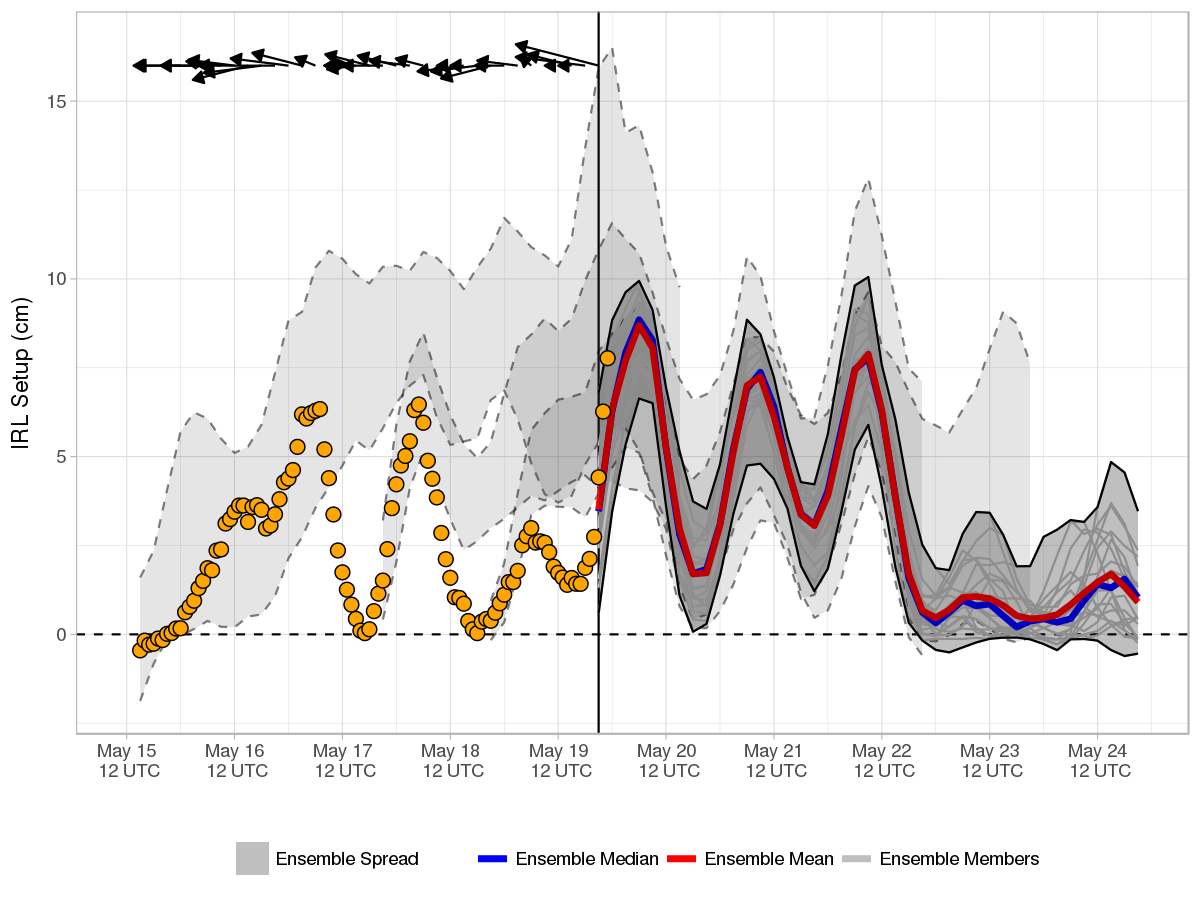 IRL Setup (cm)
15
10
5
0
May 15 May 16 May 17 May 18 May 19 May 20 May 21 May 22 May 23 May 24
12 UTC 12 UTC 12 UTC 12 UTC 12 UTC 12 UTC 12 UTC 12 UTC 12 UTC 12 UTC
Ensemble Spread Ensemble Median Ensemble Mean Ensemble Members